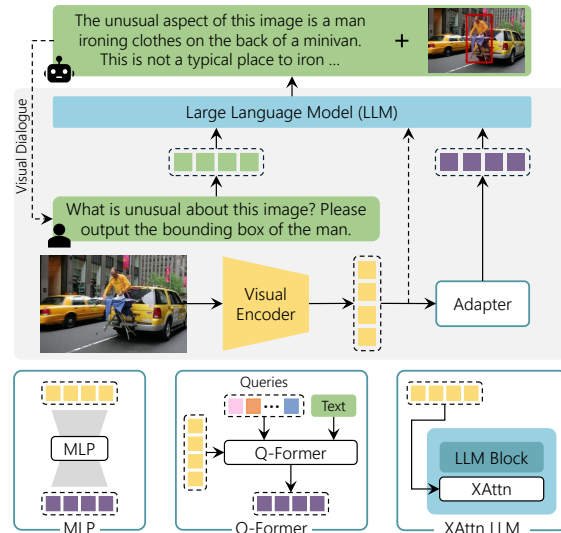 The unusual aspect of this image is a man
ironing clothes on the back of a minivan.
This is not a typical place to iron ...
+
Large Language Model (LLM)
Visual Dialogue
What is unusual about this image? Please
output the bounding box of the man.
Visual
Encoder
Adapter
Queries
Text
MLP
Q-Former
LLM Block
XAttn
MLP
Q-Former
XAttn LLM